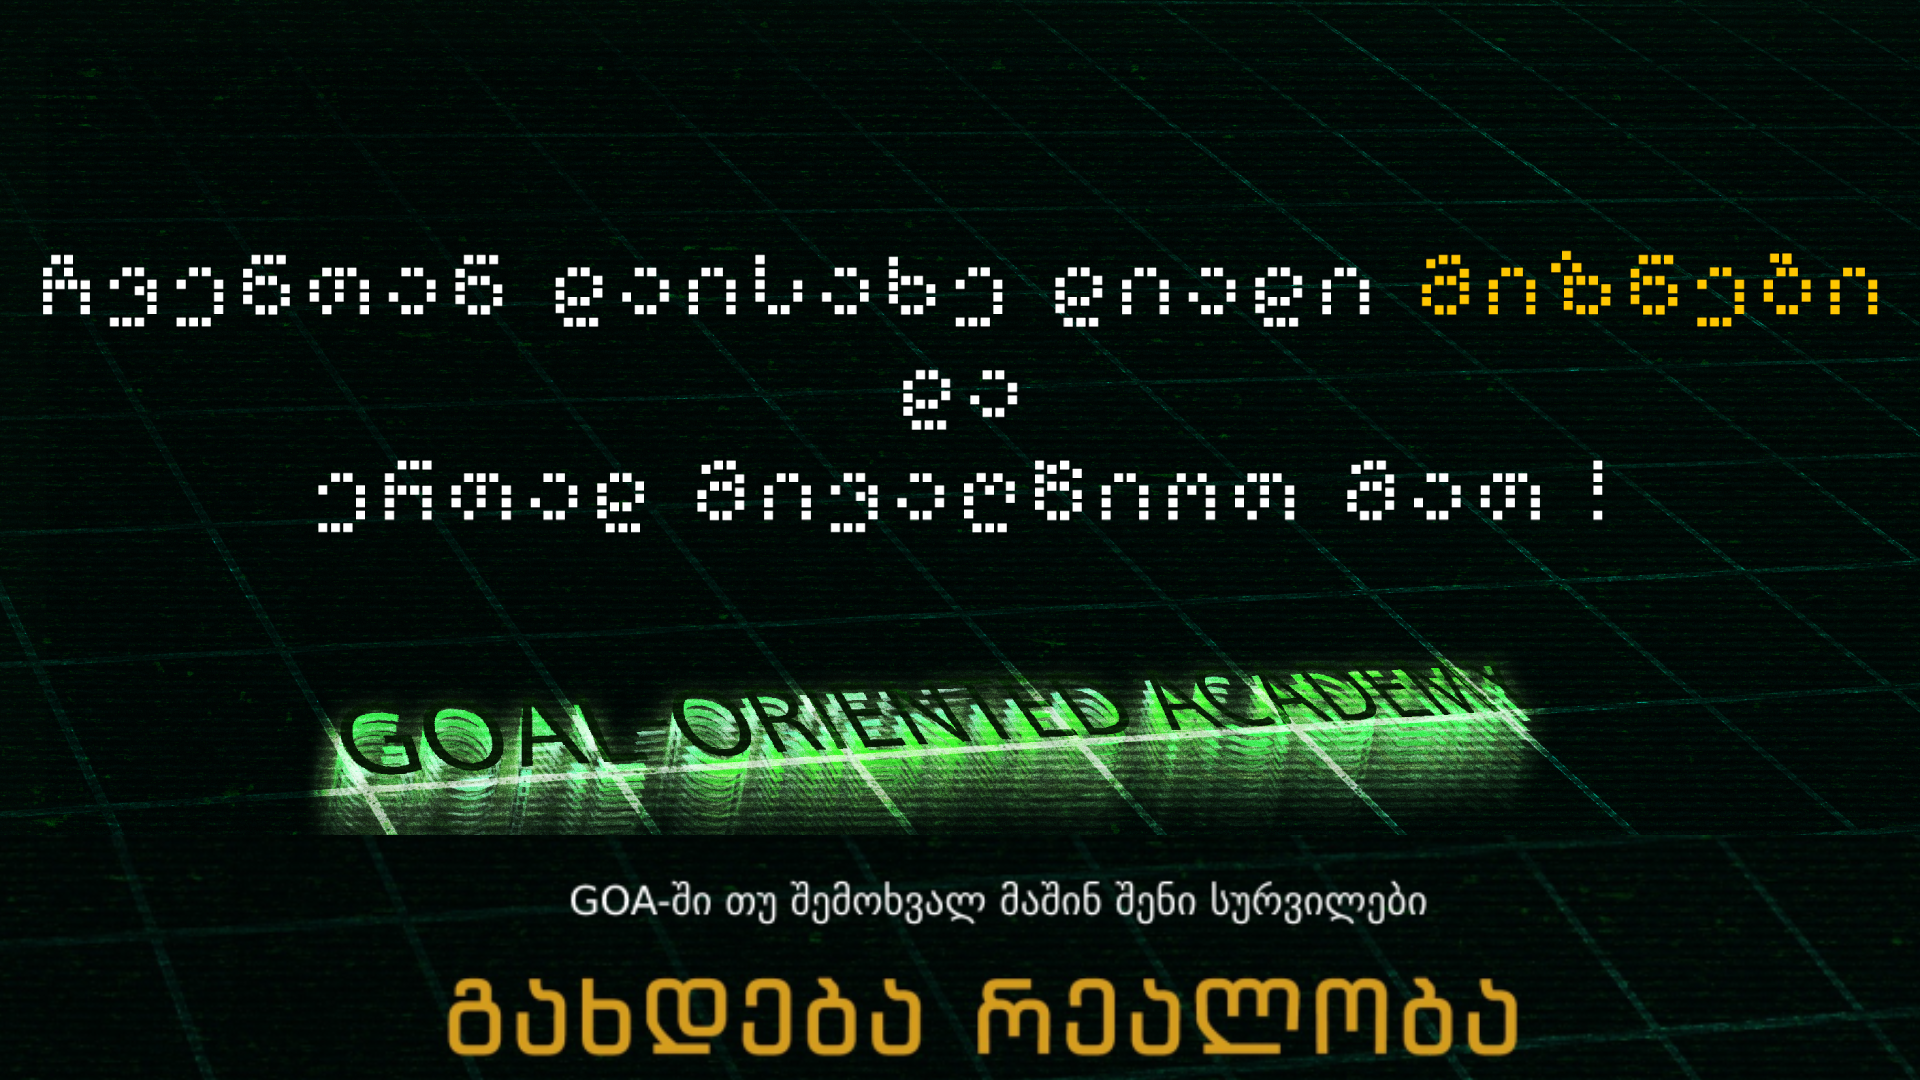 ჩვენთან დაისახე დიადი მიზნები
და
ერთად მივაღწიოთ მათ !
GOAL ORIENTED ACADEMY
GOA-ში თუ შემოხვალ მაშინ შენი სურვილები
გახდება რეალობა